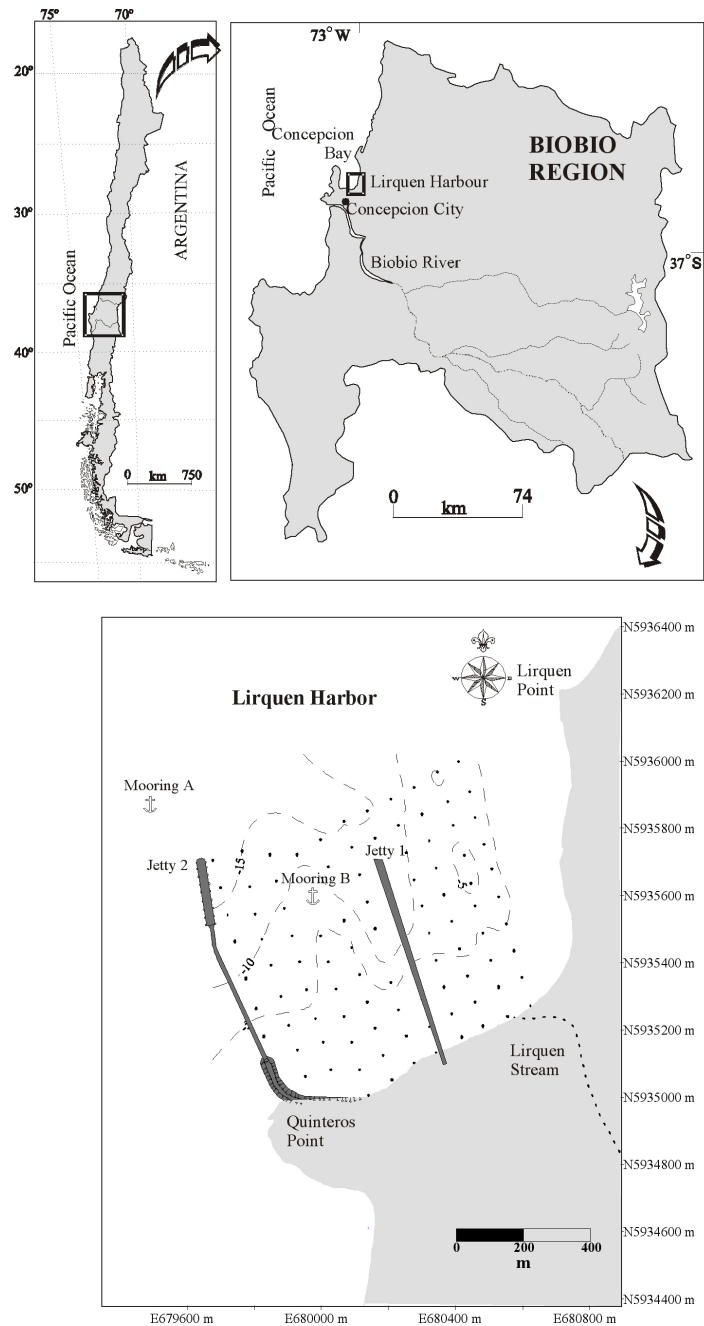 75° 70°
20°
30°
40°
50°
Pacific Ocean
ARGENTINA
0 km 750
73° W
Pacific Ocean
Concepcion
Bay
Lirquen Harbour
Concepcion City
Biobio River
BIOBIO
REGION
37° S
0 74
km
Lirquen Harbor
W E
S
Lirquen
Point
Mooring A
Jetty 2
-15
Mooring B
Jetty 1
-5
-10
Lirquen
Stream
Quinteros
Point
0 200 400
m
N5936400 m
N5936200 m
N5936000 m
N5935800 m
N5935600 m
N5935400 m
N5935200 m
N5935000 m
N5934800 m
N5934600 m
N5934400 m
E679600 m E680000 m E680400 m E680800 m